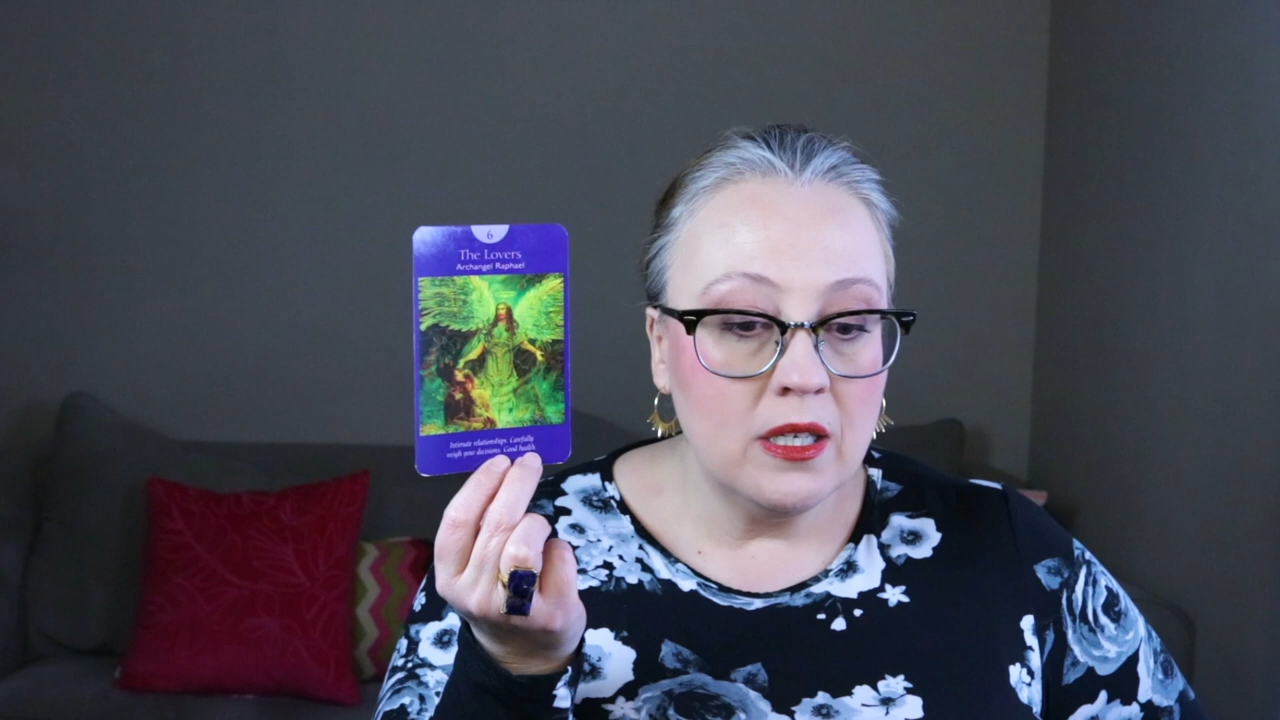 6
The Lovers
Archangel Raphael
Intimate relationships. Carefully
weigh your decisions. Good health.